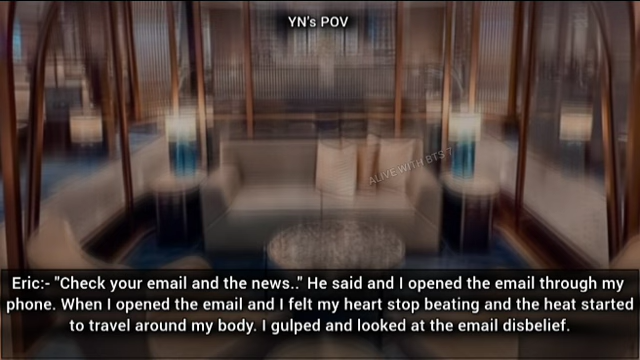 YN's POV
ALIVE WITH BTS 7
Eric:- "Check your email and the news.." He said and I opened the email through my
phone. When I opened the email and I felt my heart stop beating and the heat started
to travel around my body. I gulped and looked at the email disbelief.